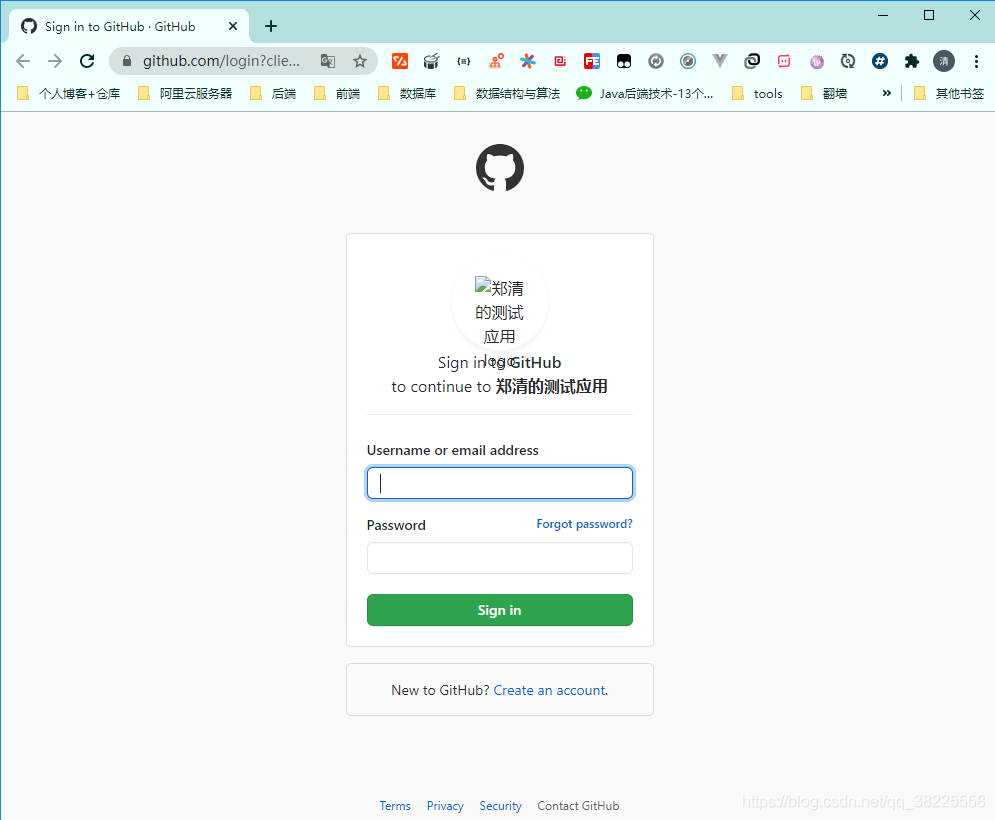 Sign in to GitHub · GitHub
github.com/login?clie...
清
个人博客+仓库 阿里云服务器 后端 前端 数据库 数据结构与算法 Java后端技术-13个... tools 翻墙 » 其他书签
郑清
的测试
应用
logo
Sign in to GitHub
to continue to 郑清的测试应用
Username or email address
Password Forgot password?
Sign in
New to GitHub? Create an account.
Terms Privacy Security Contact GitHub
https://blog.csdn.net/qq_38225558